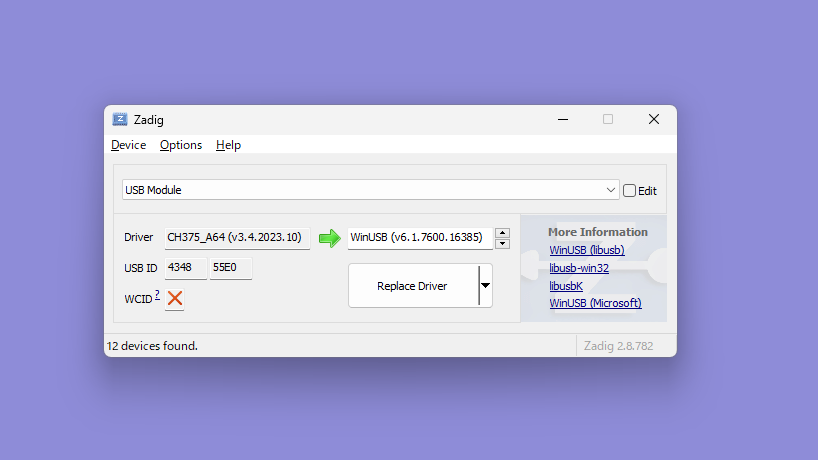 Zadig
Device Options Help
USB Module
Edit
Driver CH375_A64 (v3.4.2023.10) WinUSB (v6.1.7600.16385)
USB ID 4348 55E0
WCID ?
Replace Driver
More Information
WinUSB (libusb)
libusb-win32
libusbK
WinUSB (Microsoft)
12 devices found.
Zadig 2.8.782